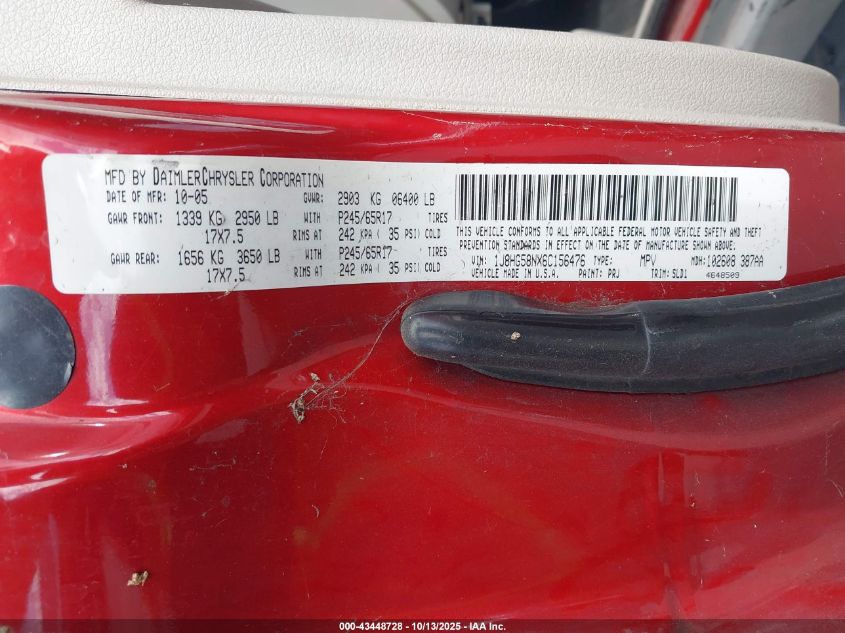 MFD BY DAIMLERCHRYSLER CORPORATION
DATE OF MFR: 10-05 GVWR: 2903 KG 06400 LB
GAWR FRONT: 1339 KG 2950 LB WITH P245/65R17 TIRES
17X7.5 RIMS AT 242 KPA ( 35 PSI) COLD
GAWR REAR: 1656 KG 3650 LB WITH P245/65R17 TIRES
17X7.5 RIMS AT 242 KPA ( 35 PSI) COLD
THIS VEHICLE CONFORMS TO ALL APPLICABLE FEDERAL MOTOR VEHICLE SAFETY AND THEFT
PREVENTION STANDARDS IN EFFECT ON THE DATE OF MANUFACTURE SHOWN ABOVE.
VIN: 1J8HG58NX6C156476 TYPE: MPV MDH: 102608 387AA
VEHICLE MADE IN U.S.A. PAINT: PRJ TRIM: SLD1 4648509
000-43448728 - 10/13/2025 - IAA Inc.